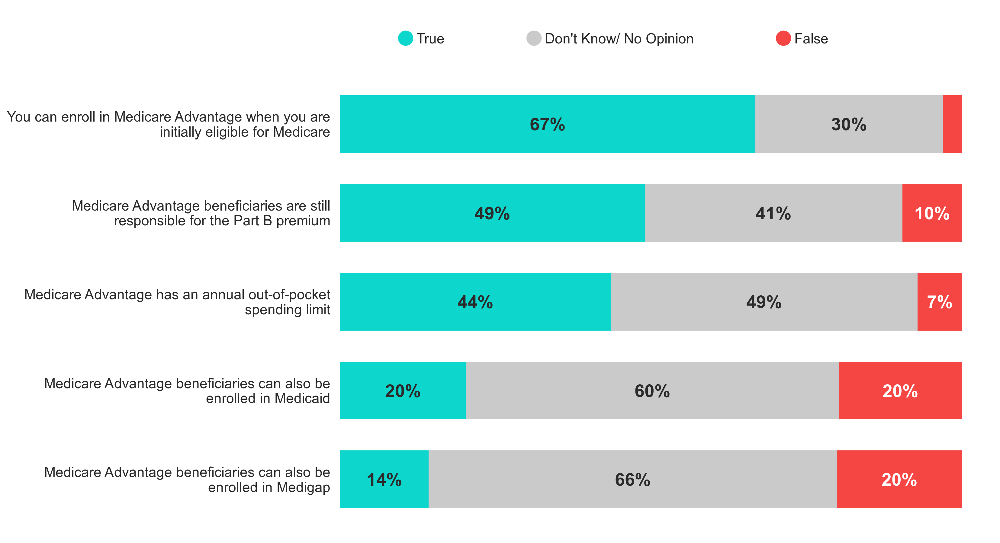 True
Don't Know/ No Opinion
False
You can enroll in Medicare Advantage when you are
initially eligible for Medicare
67%
30%
Medicare Advantage beneficiaries are still
responsible for the Part B premium
49%
41%
10%
Medicare Advantage has an annual out-of-pocket
spending limit
44%
49%
7%
Medicare Advantage beneficiaries can also be
enrolled in Medicaid
20%
60%
20%
Medicare Advantage beneficiaries can also be
enrolled in Medigap
14%
66%
20%